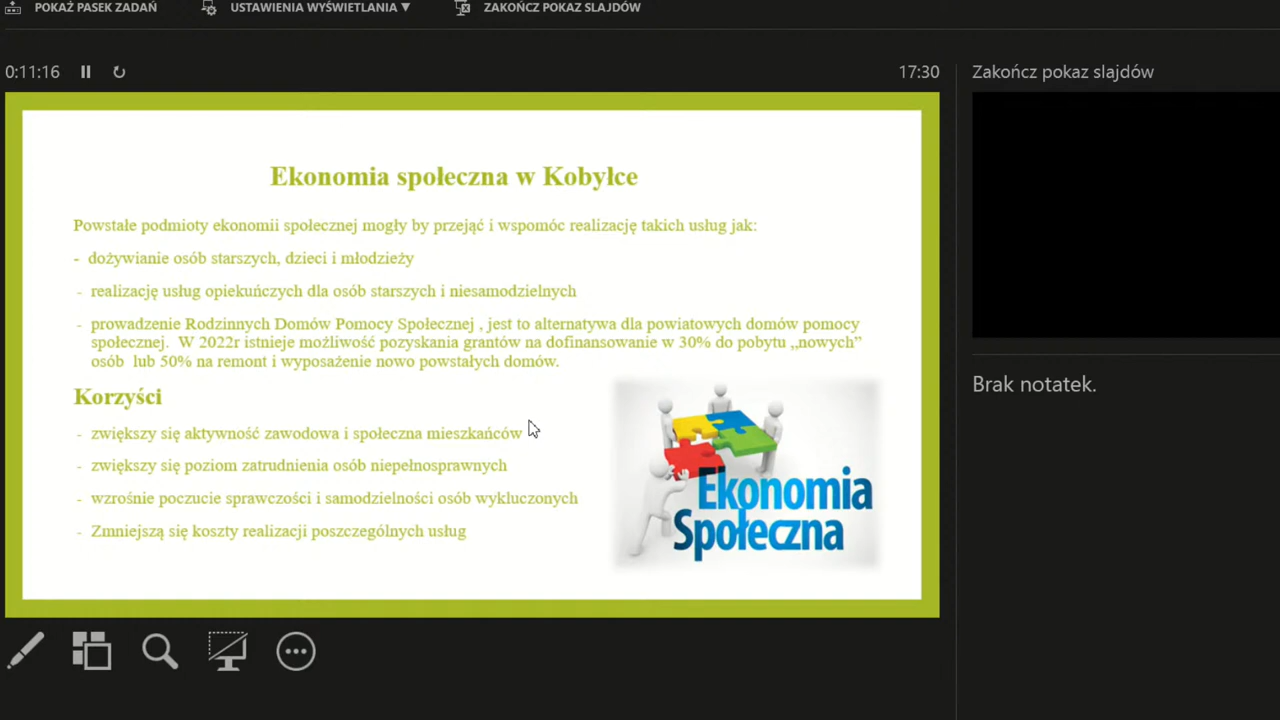 POKAŻ PASEK ZADAŃ USTAWIENIA WYŚWIETLANIA ▼ ZAKOŃCZ POKAZ SLAJDÓW
0:11:16 17:30 Zakończ pokaz slajdów
Ekonomia społeczna w Kobyłce
Powstałe podmioty ekonomii społecznej mogły by przejąć i wspomóc realizację takich usług jak:
- dożywianie osób starszych, dzieci i młodzieży
- realizację usług opiekuńczych dla osób starszych i niesamodzielnych
- prowadzenie Rodzinnych Domów Pomocy Społecznej , jest to alternatywa dla powiatowych domów pomocy
społecznej. W 2022r istnieje możliwość pozyskania grantów na dofinansowanie w 30% do pobytu „nowych”
osób lub 50% na remont i wyposażenie nowo powstałych domów.
Korzyści
- zwiększy się aktywność zawodowa i społeczna mieszkańców
- zwiększy się poziom zatrudnienia osób niepełnosprawnych
- wzrośnie poczucie sprawczości i samodzielności osób wykluczonych
- Zmniejszą się koszty realizacji poszczególnych usług
Ekonomia
Społeczna
Brak notatek.